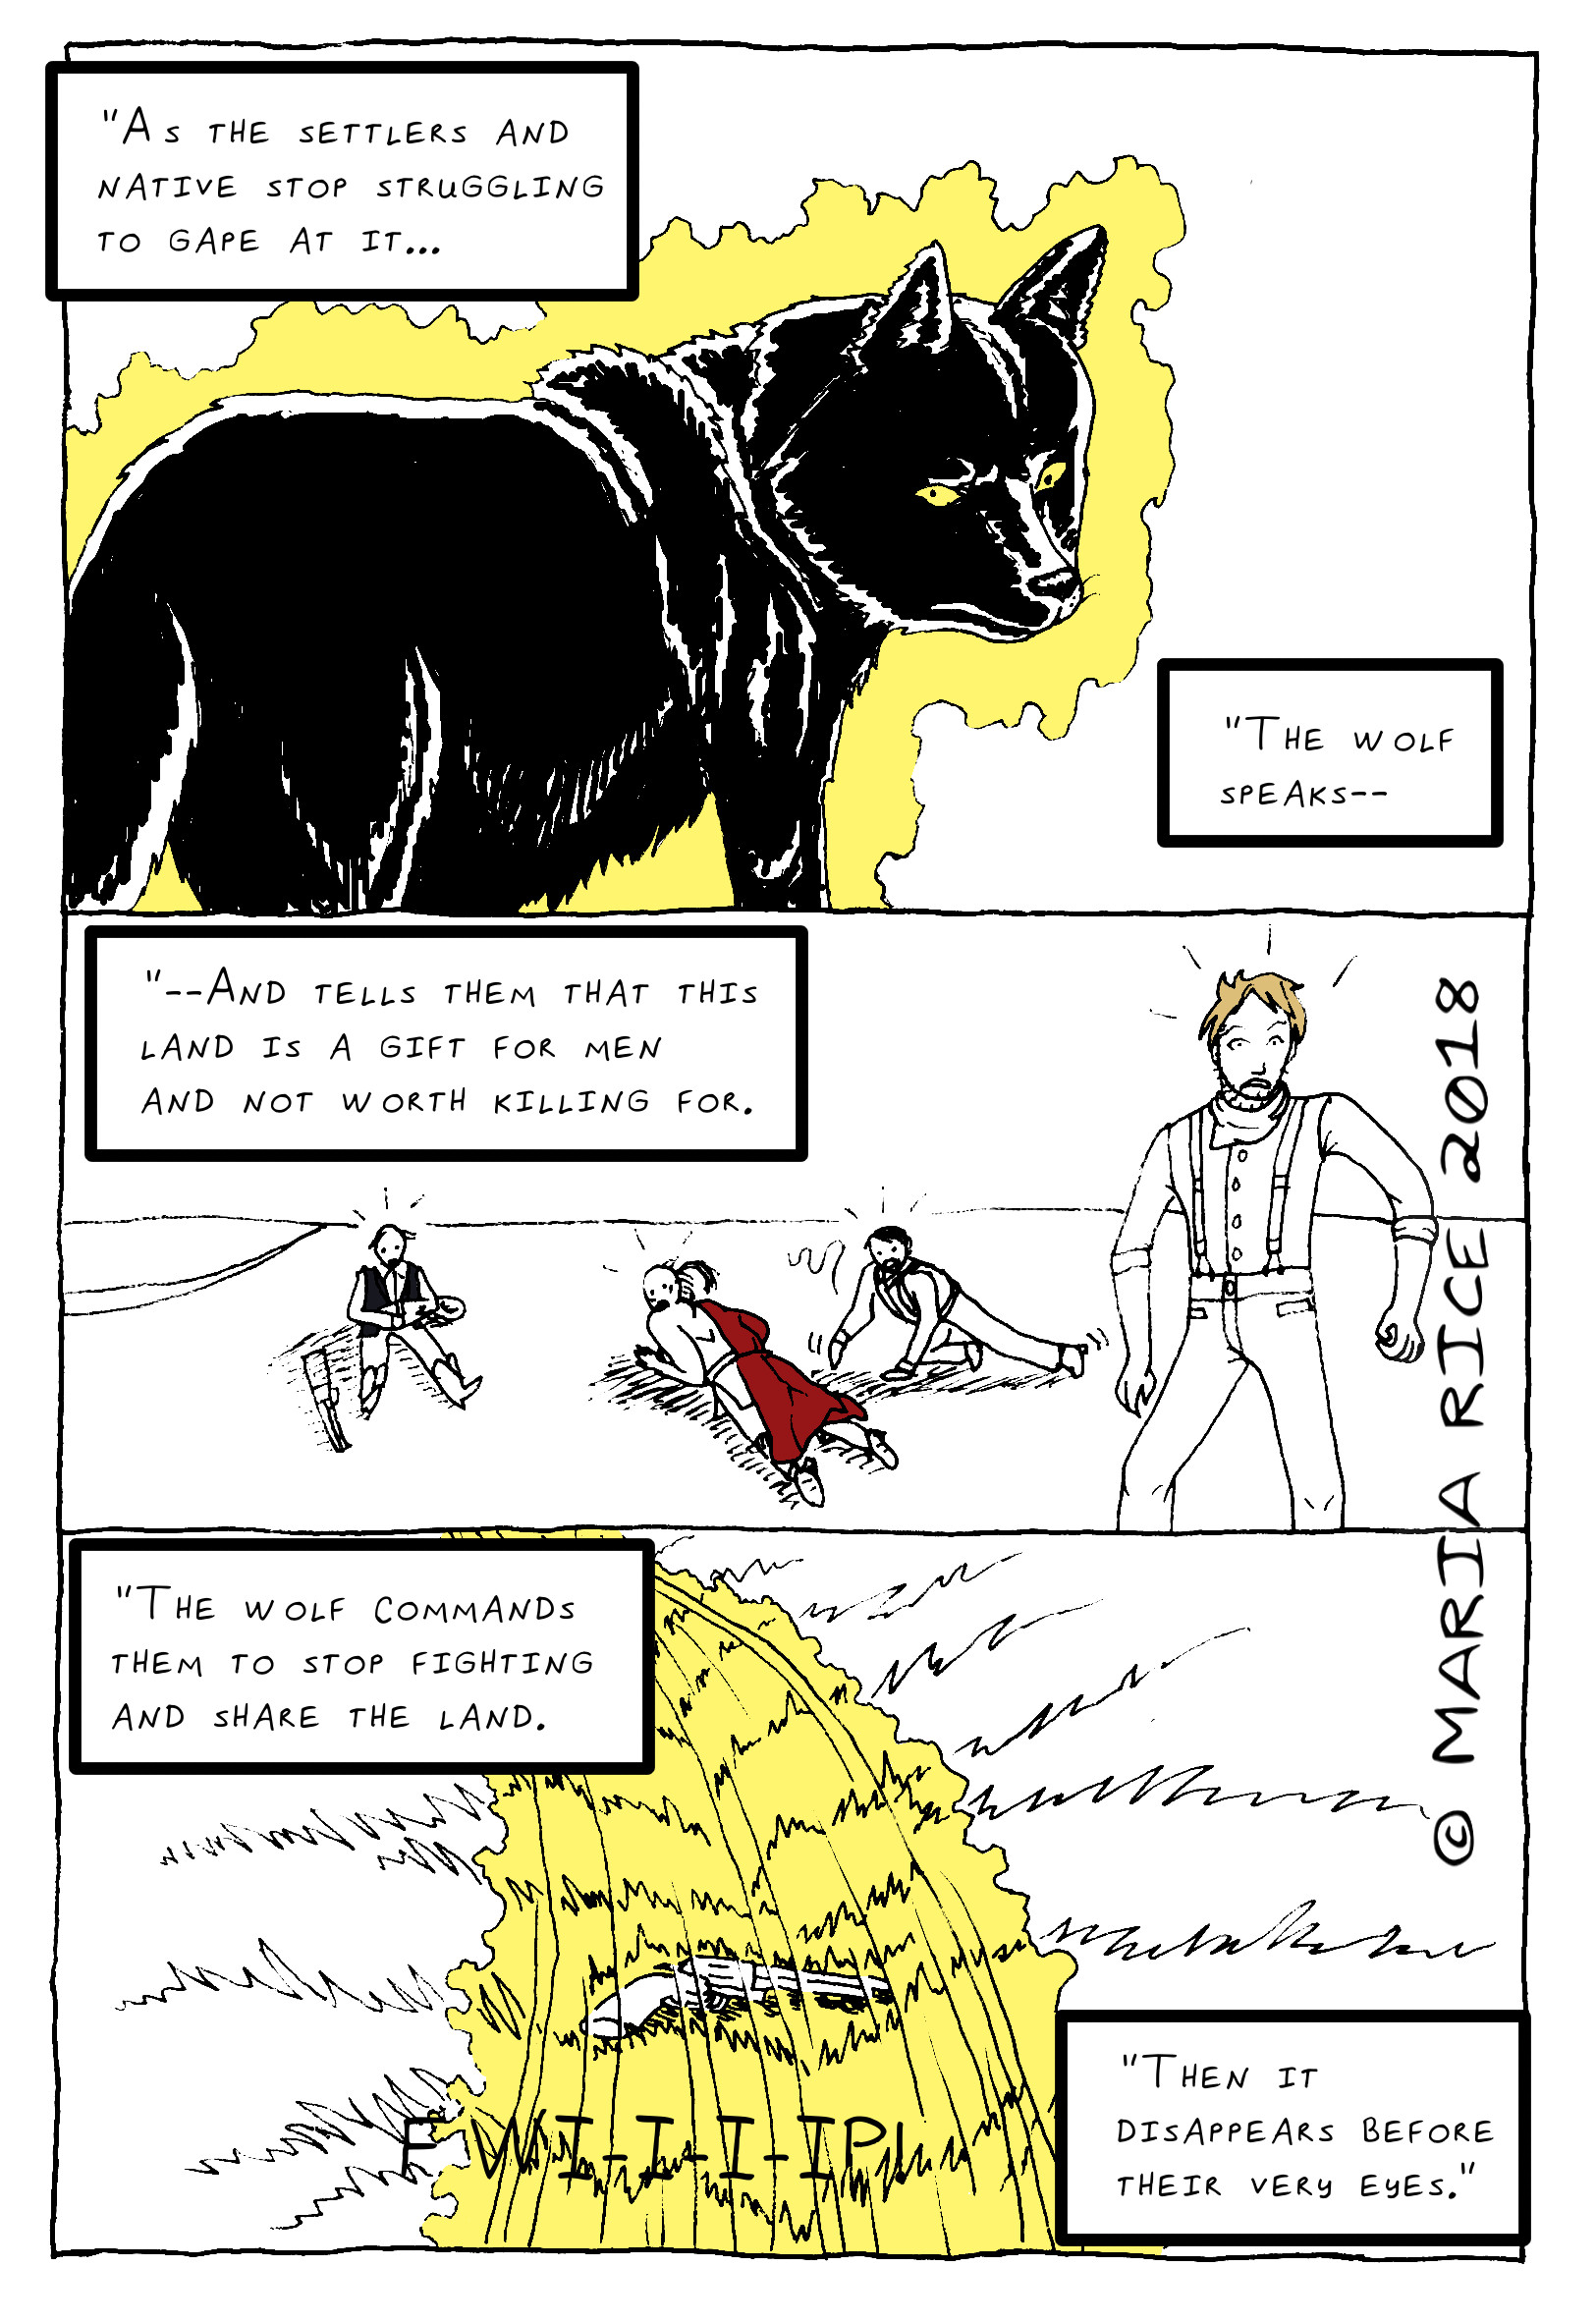 "As THE SETTLERS AND
NATIVE STOP STRUGGLING
TO GAPE AT IT...
"THE WOLF
SPEAKS--
"--AND TELLS THEM THAT THIS
LAND IS A GIFT FOR MEN
AND NOT WORTH KILLING FOR.
© MARIA RICE 2018
"THE WOLF COMMANDS
THEM TO STOP FIGHTING
AND SHARE THE LAND.
FWI-I-I-IP!
"THEN IT
DISAPPEARS BEFORE
THEIR VERY EYES."